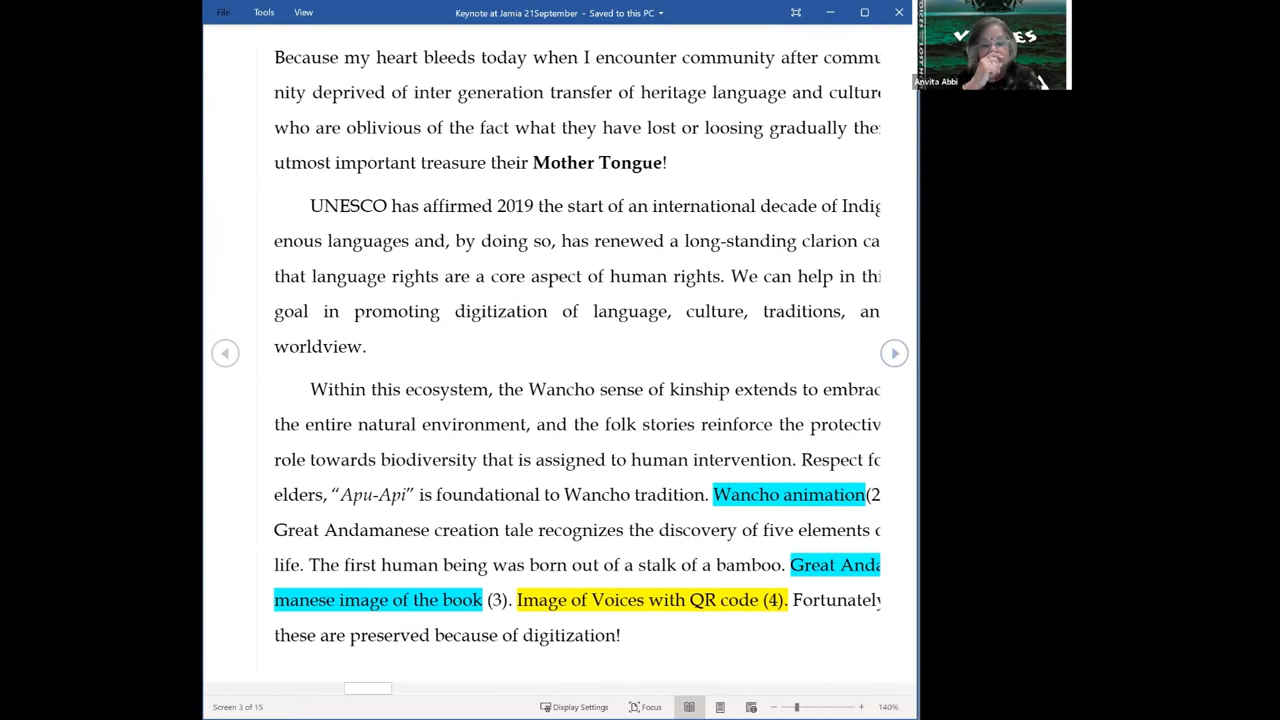 File Tools View Keynote at Jamia 21September - Saved to this PC
Because my heart bleeds today when I encounter community after commu
nity deprived of inter generation transfer of heritage language and culture
who are oblivious of the fact what they have lost or loosing gradually
utmost important treasure their Mother Tongue!
UNESCO has affirmed 2019 the start of an international decade of Indig
enous languages and, by doing so, has renewed a long-standing clarion ca
that language rights are a core aspect of human rights. We can help in thi
goal in promoting digitization of language, culture, traditions, an
worldview.
Within this ecosystem, the Wancho sense of kinship extends to embrac
the entire natural environment, and the folk stories reinforce the protectiv
role towards biodiversity that is assigned to human intervention. Respect fo
elders, “Apu-Api” is foundational to Wancho tradition. Wancho animation(2
Great Andamanese creation tale recognizes the discovery of five elements o
life. The first human being was born out of a stalk of a bamboo. Great Anda
manese image of the book (3). Image of Voices with QR code (4). Fortunately
these are preserved because of digitization!
Screen 3 of 15 Display Settings Focus 140%
Anvita Abbi